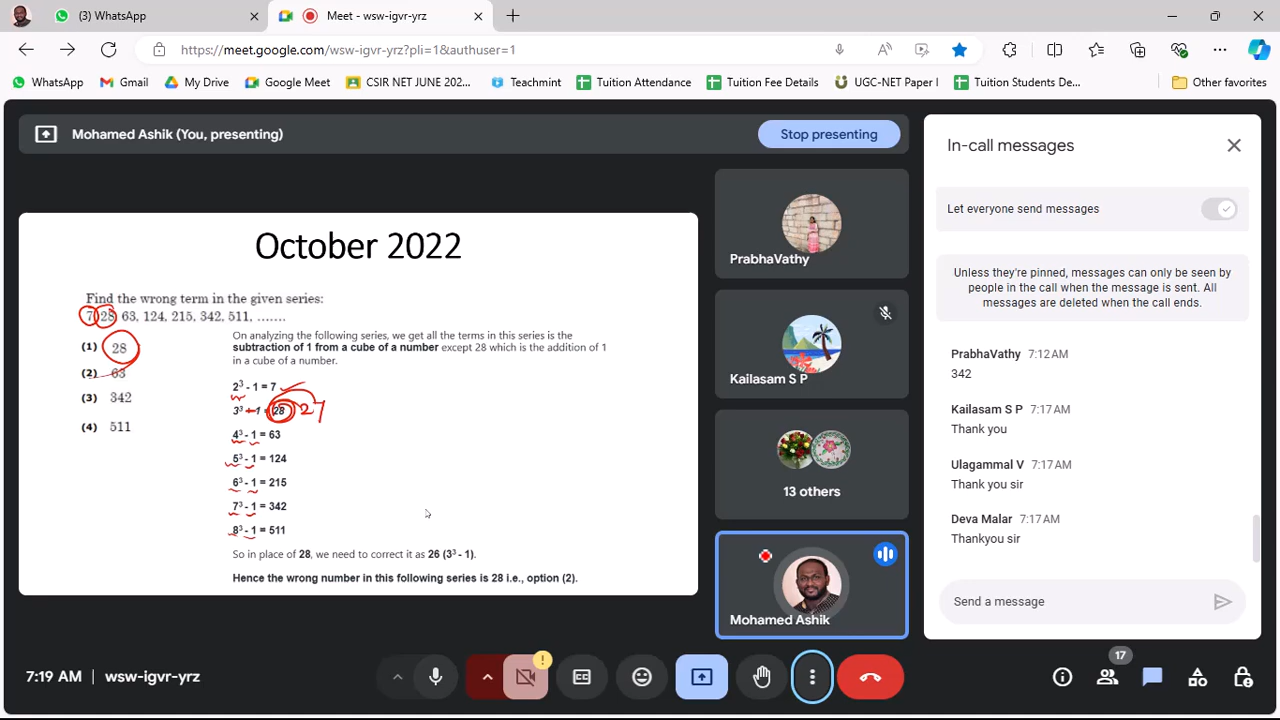 (3) WhatsApp
Meet - wsw-igvr-yrz
https://meet.google.com/wsw-igvr-yrz?pli=1&authuser=1
WhatsApp
Gmail
My Drive
Google Meet
CSIR NET JUNE 202...
Teachmint
Tuition Attendance
Tuition Fee Details
UGC-NET Paper I
Tuition Students De...
Other favorites
Mohamed Ashik (You, presenting)
Stop presenting
October 2022
Find the wrong term in the given series:
7, 28, 63, 124, 215, 342, 511, .......
(1) 28
(2) 63
(3) 342
(4) 511
On analyzing the following series, we get all the terms in this series is the
subtraction of 1 from a cube of a number except 28 which is the addition of 1
in a cube of a number.
2³ - 1 = 7
3³ - 1 = 28 27
4³ - 1 = 63
5³ - 1 = 124
6³ - 1 = 215
7³ - 1 = 342
8³ - 1 = 511
So in place of 28, we need to correct it as 26 (3³ - 1).
Hence the wrong number in this following series is 28 i.e., option (2).
PrabhaVathy
Kailasam S P
13 others
Mohamed Ashik
In-call messages
Let everyone send messages
Unless they're pinned, messages can only be seen by
people in the call when the message is sent. All
messages are deleted when the call ends.
PrabhaVathy 7:12 AM
342
Kailasam S P 7:17 AM
Thank you
Ulagammal V 7:17 AM
Thank you sir
Deva Malar 7:17 AM
Thankyou sir
Send a message
7:19 AM wsw-igvr-yrz
17